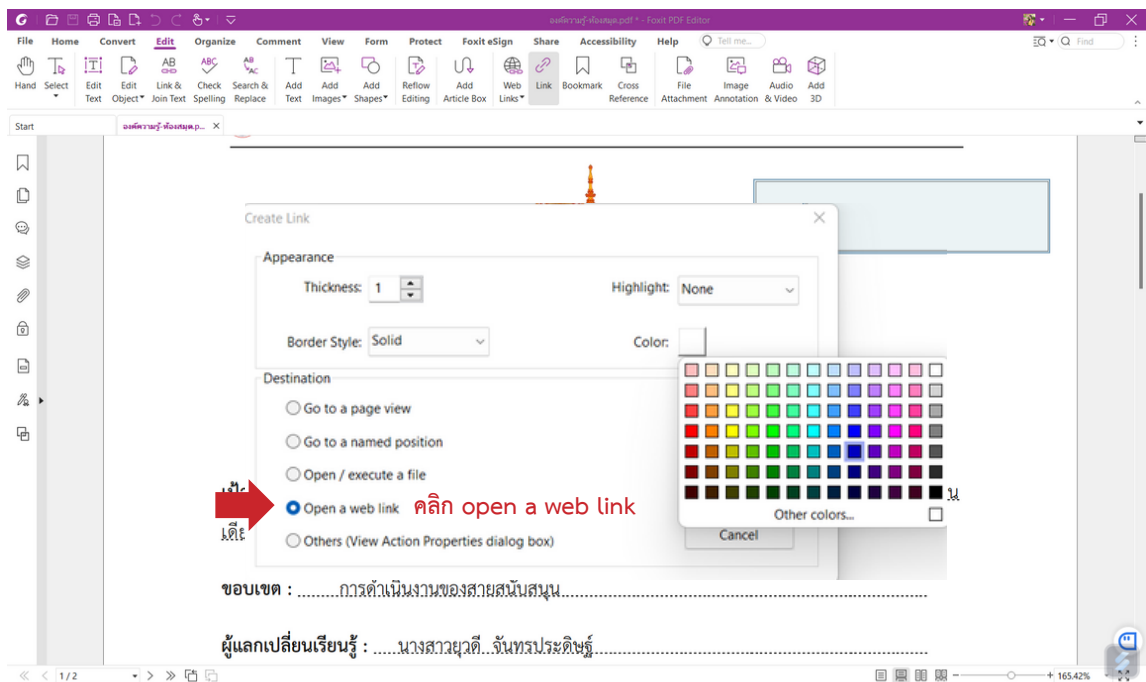 องค์ความรู้-ห้องสมุด.pdf * - Foxit PDF Editor
File Home Convert Edit Organize Comment View Form Protect Foxit eSign Share Accessibility Help Tell me... Find
Hand Select Edit Text Edit Object Link & Join Text Check Spelling Search & Replace Add Text Add Images Add Shapes Reflow Editing Add Article Box Web Links Link Bookmark Cross Reference File Attachment Image Annotation Audio & Video Add 3D
Start องค์ความรู้-ห้องสมุด.p...
Create Link
Appearance
Thickness: 1 Highlight: None
Border Style: Solid Color:
Destination
Go to a page view
Go to a named position
Open / execute a file
Open a web link คลิก open a web link
Other colors...
Others (View Action Properties dialog box) Cancel
ขอบเขต : .........การดำเนินงานของสายสนับสนุน
ผู้แลกเปลี่ยนเรียนรู้ : .....นางสาวยุวดี จันทรประดิษฐ์
1 / 2 165.42%